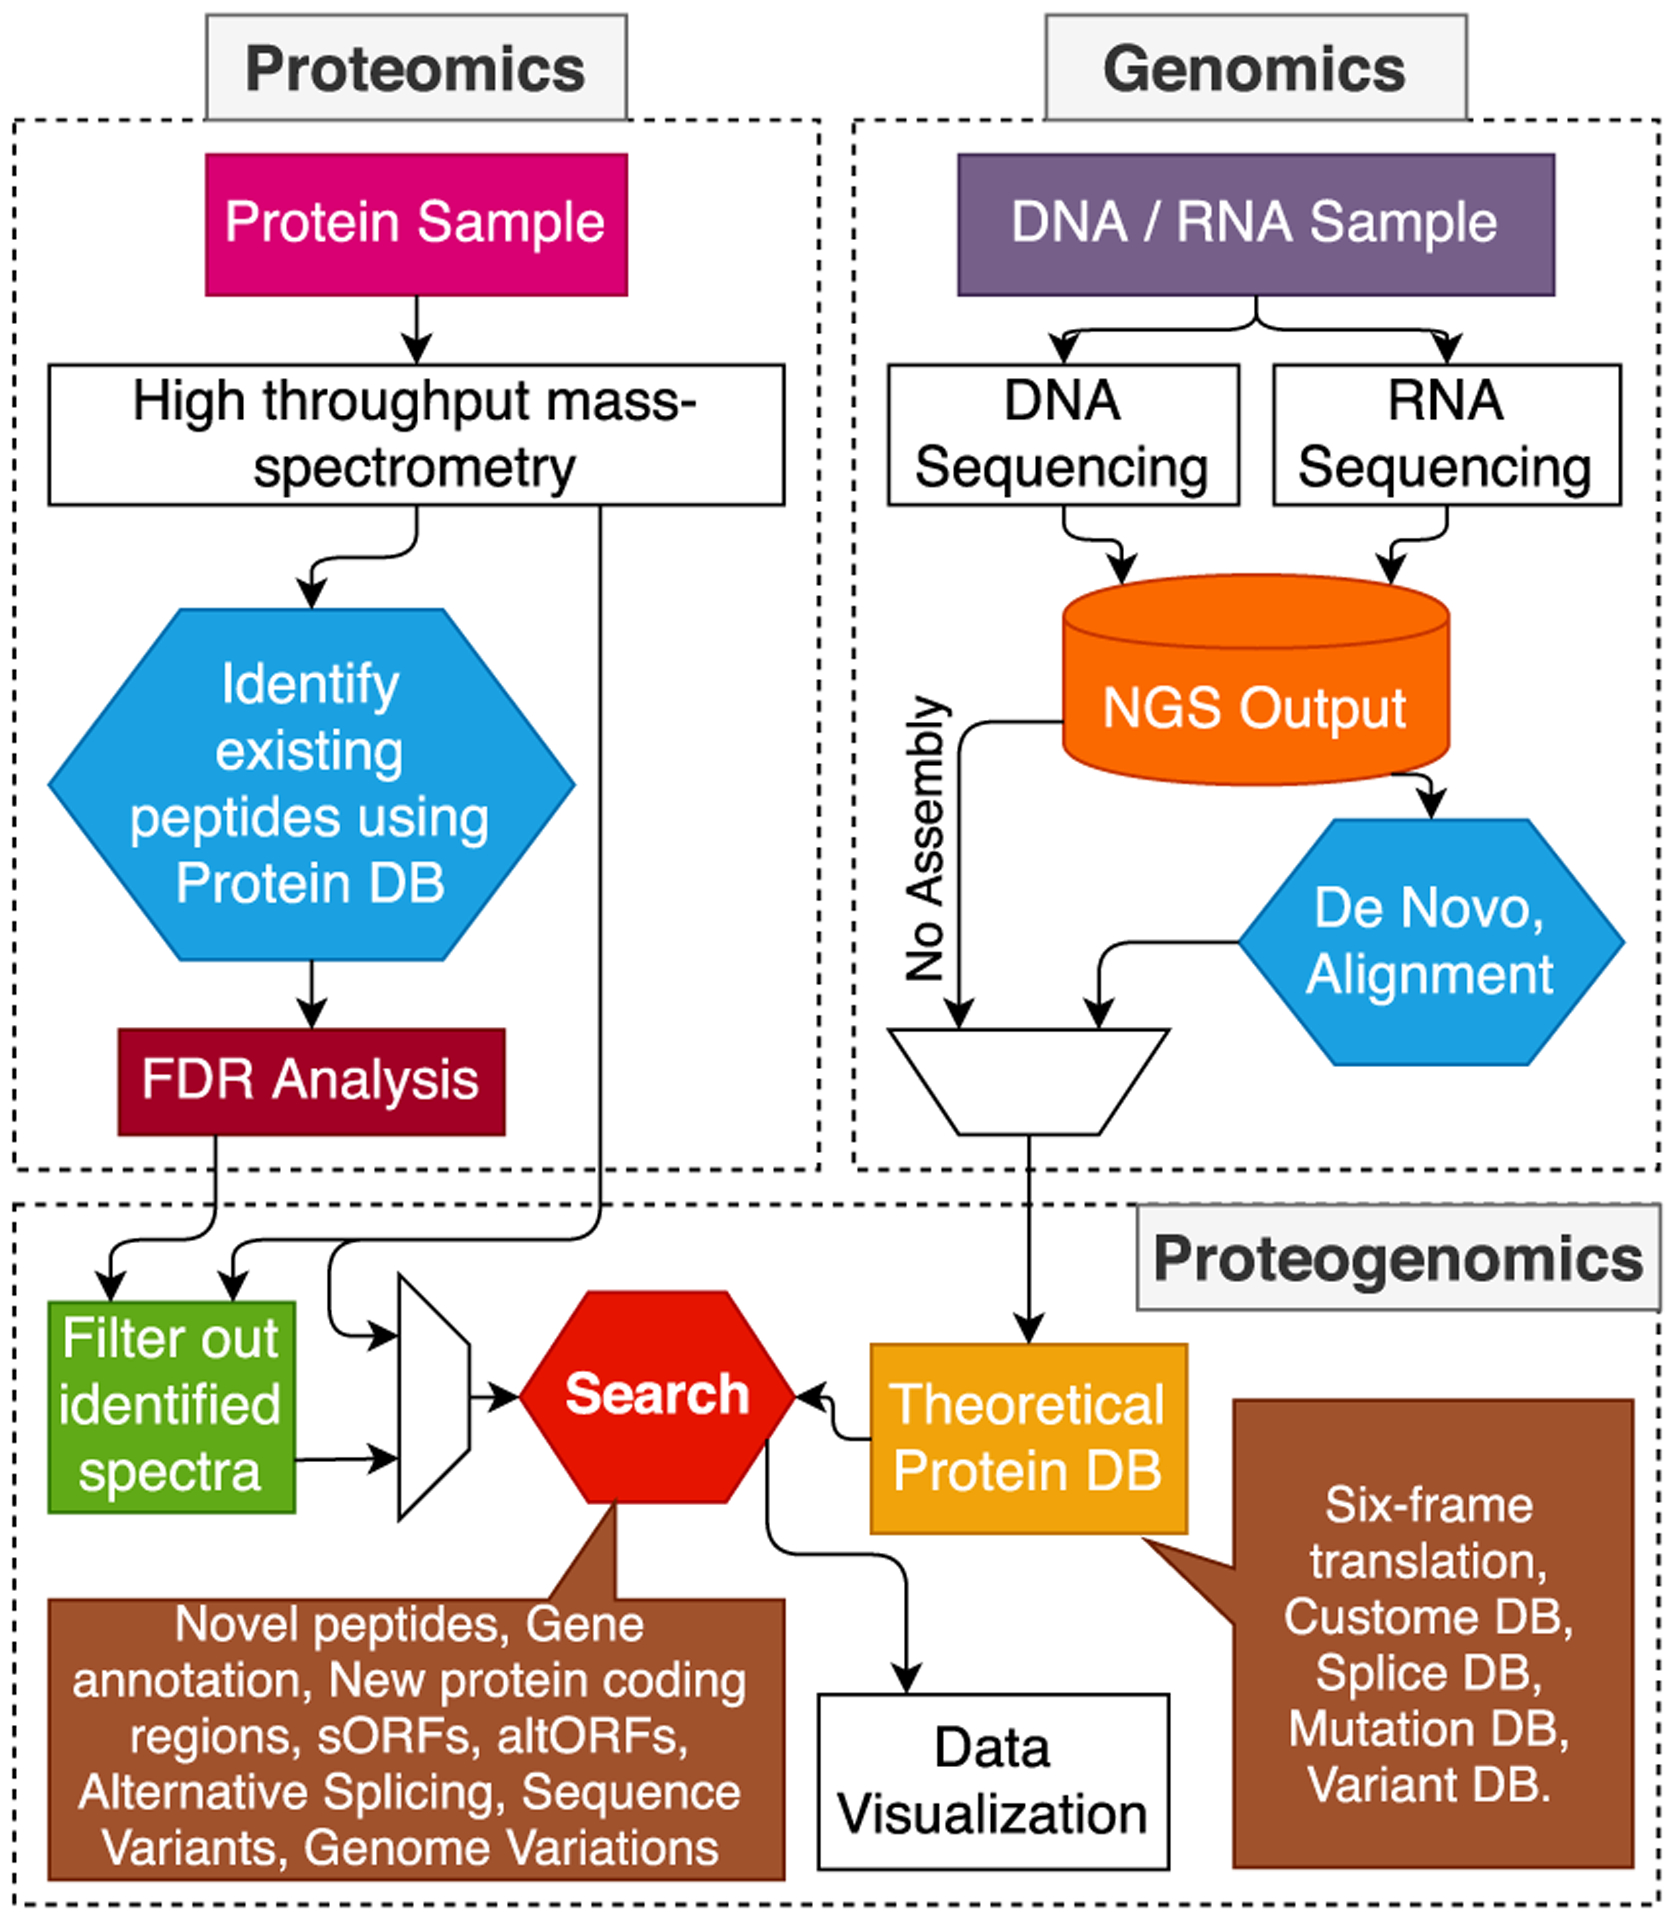 Proteomics
Genomics
Protein Sample
DNA / RNA Sample
High throughput mass-
spectrometry
DNA
Sequencing
RNA
Sequencing
Identify
existing
peptides using
Protein DB
NGS Output
No Assembly
De Novo,
Alignment
FDR Analysis
Proteogenomics
Filter out
identified
spectra
Search
Theoretical
Protein DB
Six-frame
translation,
Custome DB,
Splice DB,
Mutation DB,
Variant DB.
Novel peptides, Gene
annotation, New protein coding
regions, sORFs, altORFs,
Alternative Splicing, Sequence
Variants, Genome Variations
Data
Visualization